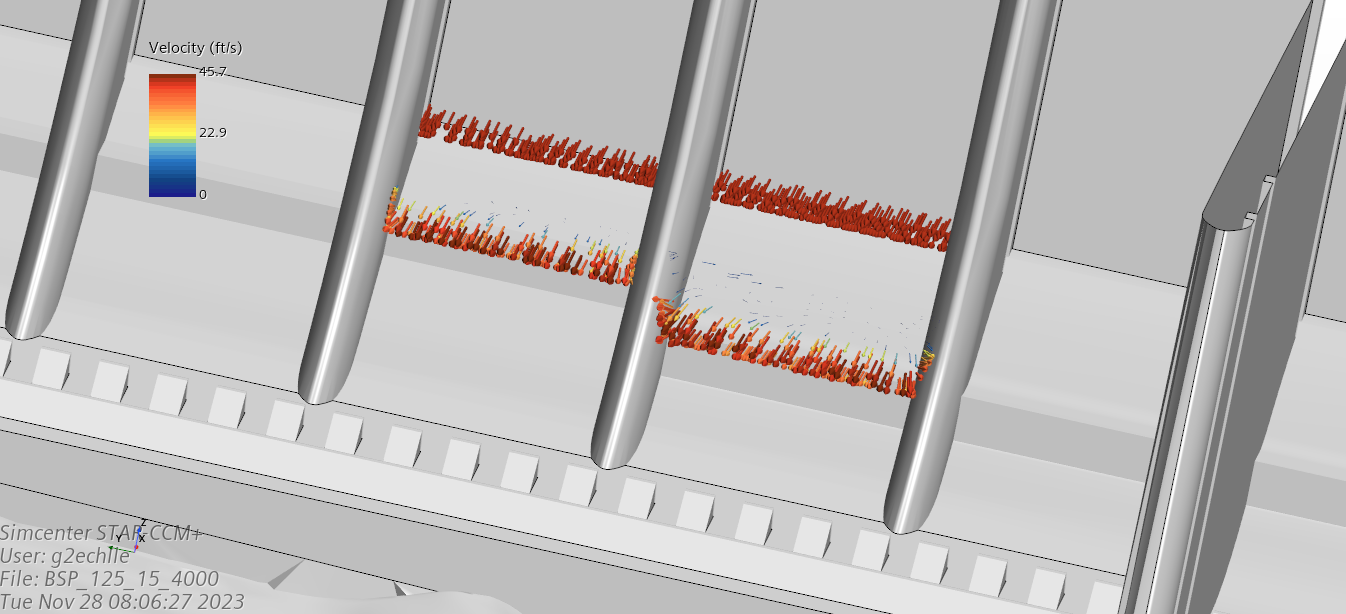 Velocity (ft/s)
45.7
22.9
0
Z
Y X
Simcenter STAR-CCM+
User: g2echlle
File: BSP_125_15_4000
Tue Nov 28 08:06:27 2023